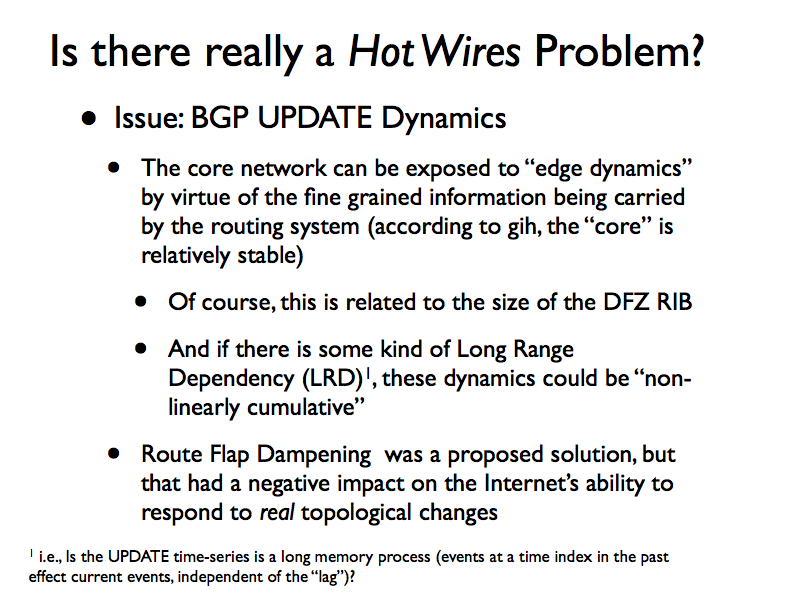 Is there really a Hot Wires Problem?
• Issue: BGP UPDATE Dynamics
• The core network can be exposed to “edge dynamics”
by virtue of the fine grained information being carried
by the routing system (according to gih, the “core” is
relatively stable)
• Of course, this is related to the size of the DFZ RIB
• And if there is some kind of Long Range
Dependency (LRD)¹, these dynamics could be “non-
linearly cumulative”
• Route Flap Dampening was a proposed solution, but
that had a negative impact on the Internet’s ability to
respond to real topological changes
¹ i.e., Is the UPDATE time-series is a long memory process (events at a time index in the past
effect current events, independent of the “lag”)?